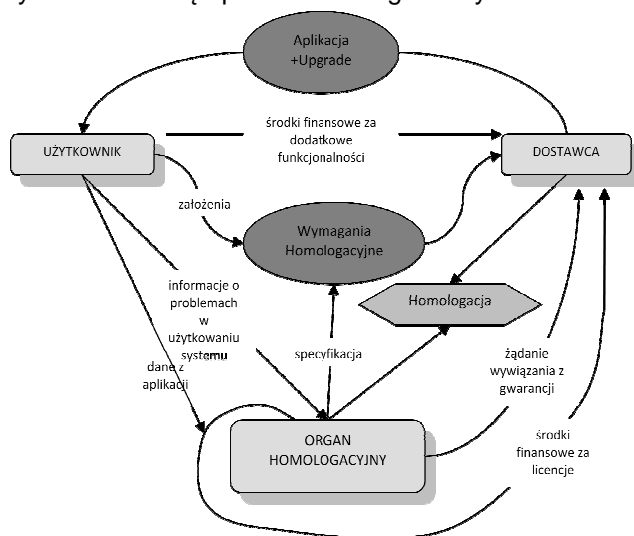 Aplikacja
+Upgrade
środki finansowe za
dodatkowe
funkcjonalności
UŻYTKOWNIK
DOSTAWCA
założenia
Wymagania
Homologacyjne
informacje o
problemach
w
użytkowaniu
systemu
Homologacja
dane z
aplikacji
specyfikacja
żądanie
wywiązania z
gwarancji
ORGAN
HOMOLOGACYJNY
środki
finansowe za
licencje